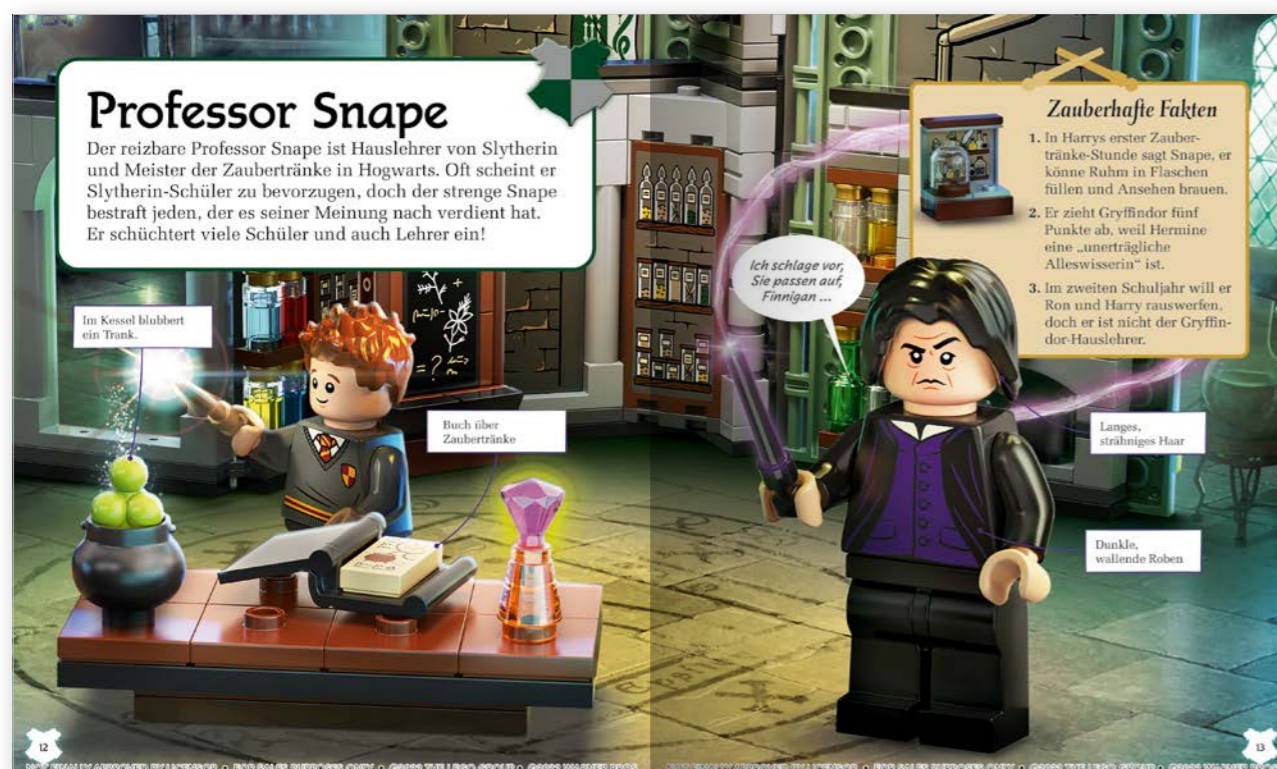 Professor Snape
Der reizbare Professor Snape ist Hauslehrer von Slytherin
und Meister der Zaubertränke in Hogwarts. Oft scheint er
Slytherin-Schüler zu bevorzugen, doch der strenge Snape
bestraft jeden, der es seiner Meinung nach verdient hat.
Er schüchtert viele Schüler und auch Lehrer ein!
Im Kessel blubbert
ein Trank.
Buch über
Zaubertränke
12
Ich schlage vor,
Sie passen auf,
Finnigan ...
Zauberhafte Fakten
1. In Harrys erster Zauber-
tränke-Stunde sagt Snape, er
könne Ruhm in Flaschen
füllen und Ansehen brauen.
2. Er zieht Gryffindor fünf
Punkte ab, weil Hermine
eine „unerträgliche
Alleswisserin“ ist.
3. Im zweiten Schuljahr will er
Ron und Harry rauswerfen,
doch er ist nicht der Gryffin-
dor-Hauslehrer.
Langes,
strähniges Haar
Dunkle,
wallende Roben
13